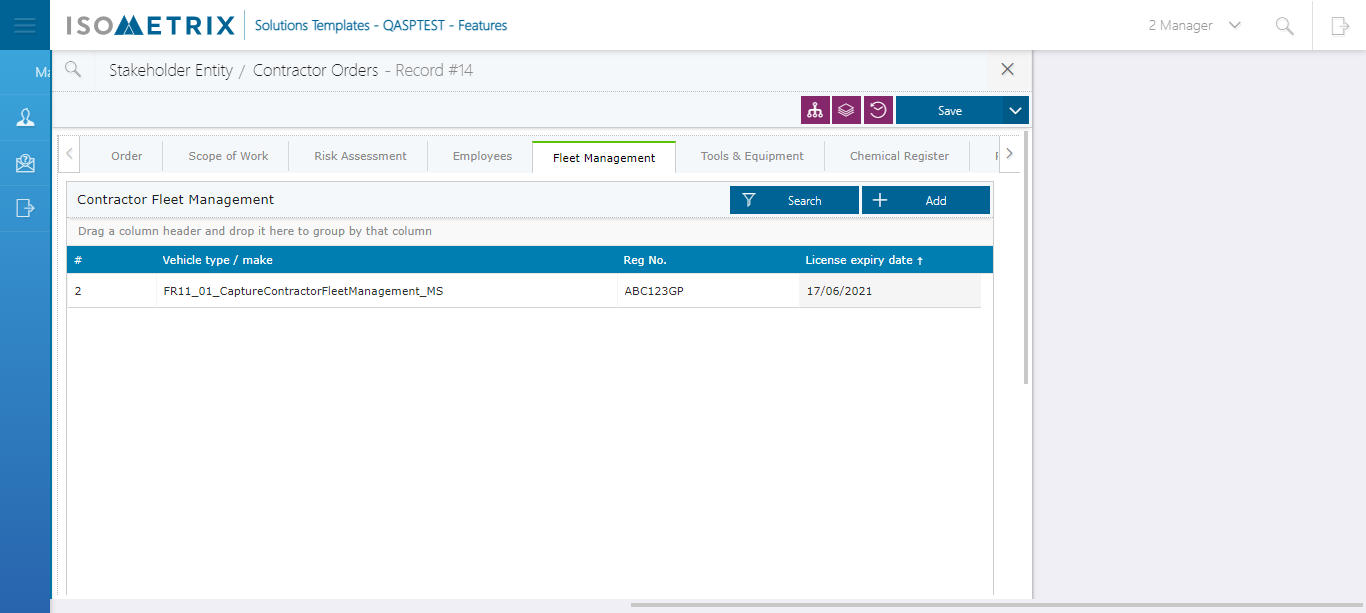 ISOMETRIX Solutions Templates - QASPTEST - Features 2 Manager
Ma
Stakeholder Entity / Contractor Orders - Record #14
Save
Order Scope of Work Risk Assessment Employees Fleet Management Tools & Equipment Chemical Register
Contractor Fleet Management Search Add
Drag a column header and drop it here to group by that column
# Vehicle type / make Reg No. License expiry date ↑
2 FR11_01_CaptureContractorFleetManagement_MS ABC123GP 17/06/2021